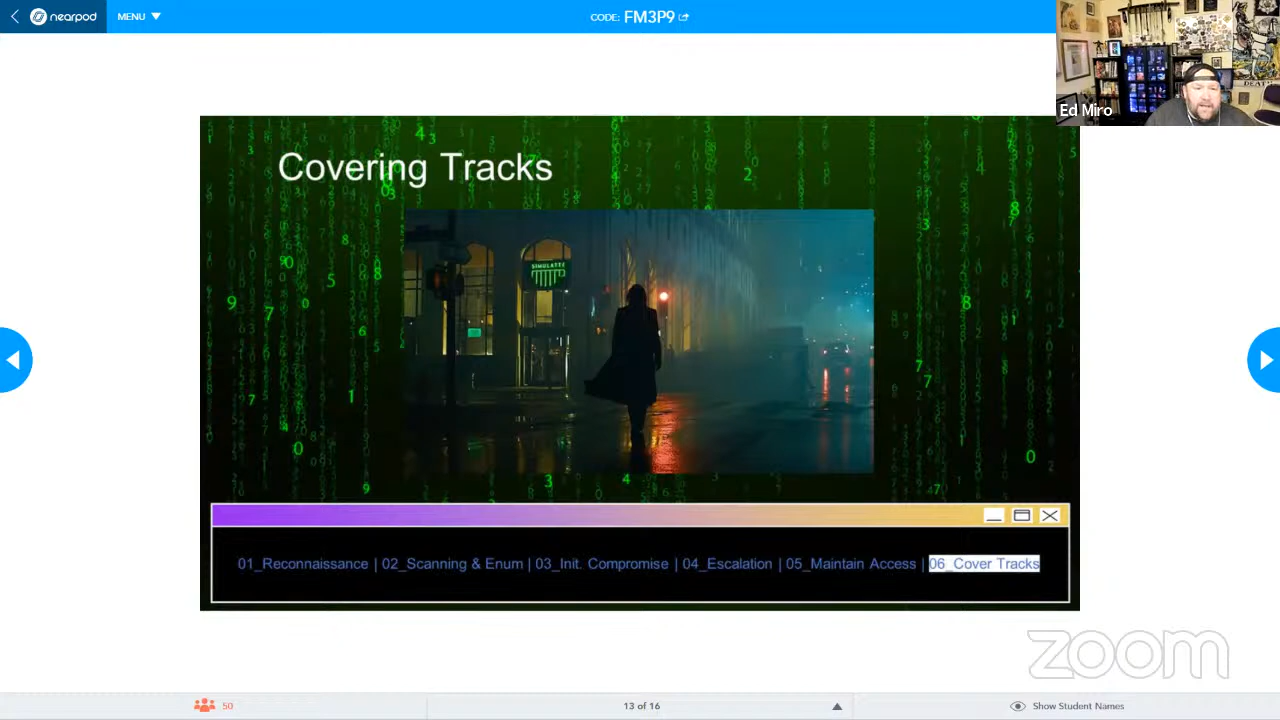 nearpod MENU CODE: FM3P9
Ed Miro
Covering Tracks
SIMULATTE
01_Reconnaissance | 02_Scanning & Enum | 03_Init. Compromise | 04_Escalation | 05_Maintain Access | 06_Cover Tracks
zoom
50 13 of 16 Show Student Names